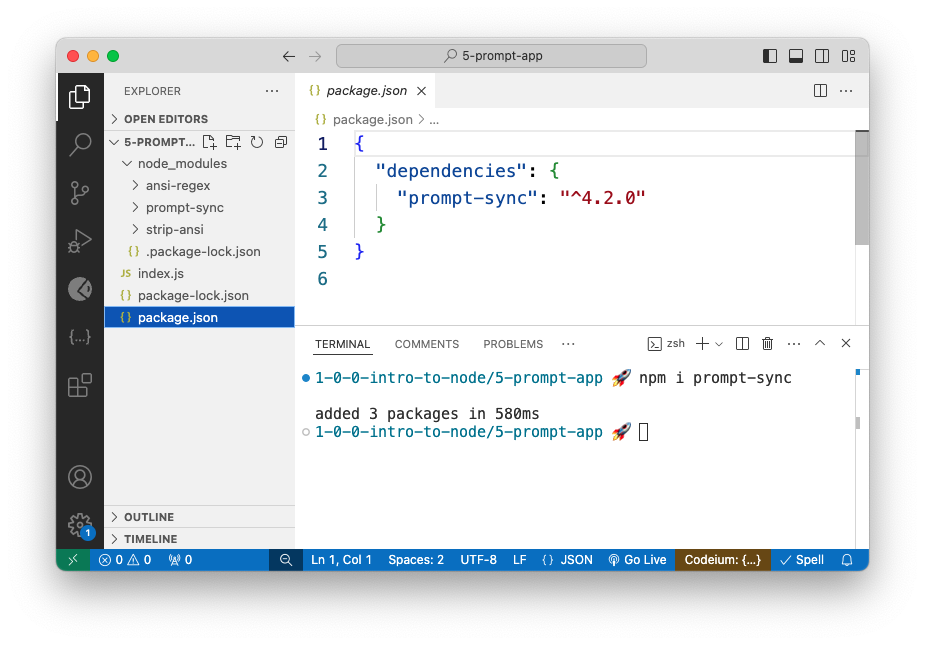 5-prompt-app
EXPLORER
OPEN EDITORS
5-PROMPT...
node_modules
ansi-regex
prompt-sync
strip-ansi
{} .package-lock.json
JS index.js
{} package-lock.json
{} package.json
OUTLINE
TIMELINE
{} package.json
{} package.json > ...
1 {
2 "dependencies": {
3 "prompt-sync": "^4.2.0"
4 }
5 }
6
TERMINAL COMMENTS PROBLEMS ... zsh
1-0-0-intro-to-node/5-prompt-app 🚀 npm i prompt-sync
added 3 packages in 580ms
1-0-0-intro-to-node/5-prompt-app 🚀
1
0 0 0 Ln 1, Col 1 Spaces: 2 UTF-8 LF {} JSON Go Live Codeium: {...} Spell